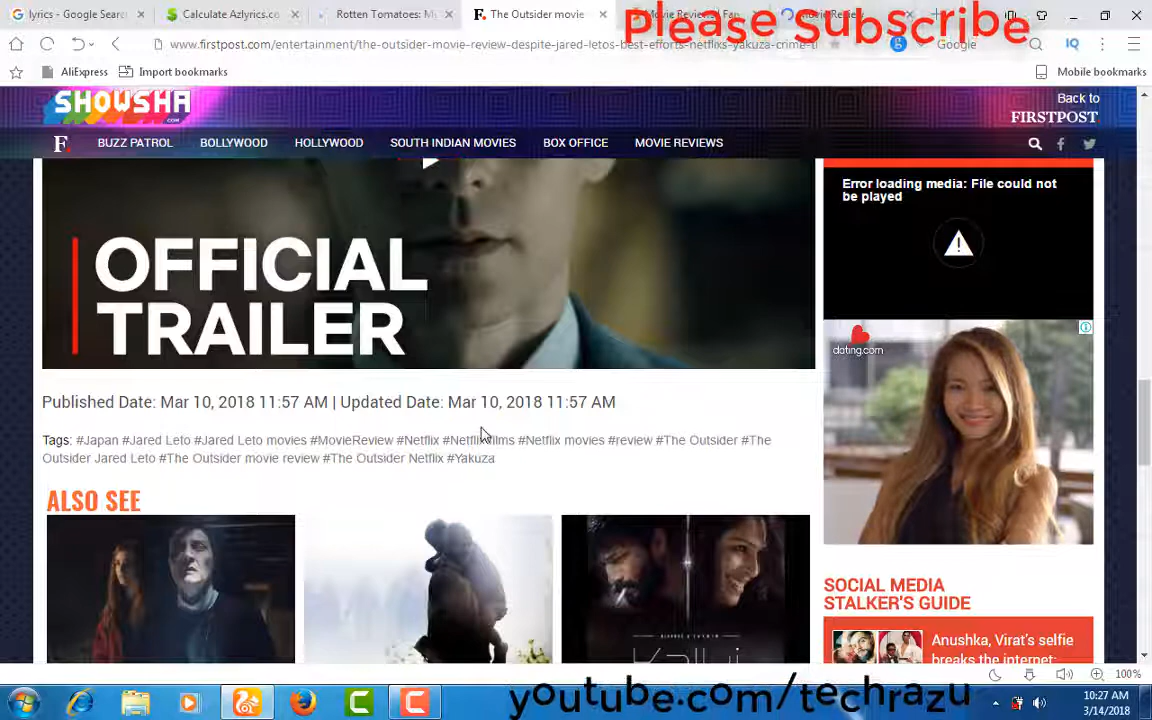 lyrics - Google Sear
Calculate Azlyrics.co
Rotten Tomatoes: M
The Outsider movie
Please Subscribe
www.firstpost.com/entertainment/the-outsider-movie-review-despite-jared-letos-best-efforts-netflixs-yakuza-crime-
Google
IQ
AliExpress
Import bookmarks
Mobile bookmarks
SHOWSHA
.COM
Back to
FIRSTPOST.
F.
BUZZ PATROL
BOLLYWOOD
HOLLYWOOD
SOUTH INDIAN MOVIES
BOX OFFICE
MOVIE REVIEWS
OFFICIAL
TRAILER
Error loading media: File could not
be played
dating.com
Published Date: Mar 10, 2018 11:57 AM | Updated Date: Mar 10, 2018 11:57 AM
Tags: #Japan #Jared Leto #Jared Leto movies #MovieReview #Netflix #Netflix films #Netflix movies #review #The Outsider #The
Outsider Jared Leto #The Outsider movie review #The Outsider Netflix #Yakuza
ALSO SEE
SOCIAL MEDIA
STALKER'S GUIDE
Anushka, Virat's selfie
breaks the internet;
100%
youtube.com/techrazu
10:27 AM
3/14/2018